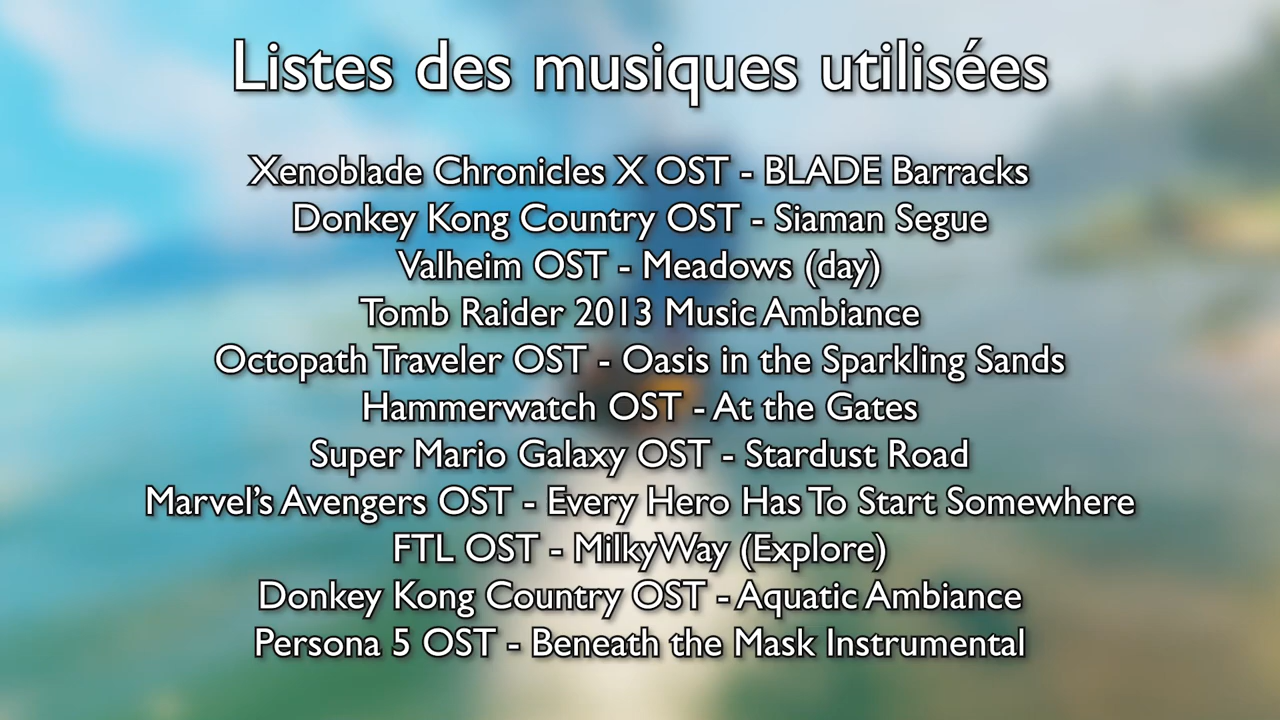 Listes des musiques utilisées
Xenoblade Chronicles X OST - BLADE Barracks
Donkey Kong Country OST - Siaman Segue
Valheim OST - Meadows (day)
Tomb Raider 2013 Music Ambiance
Octopath Traveler OST - Oasis in the Sparkling Sands
Hammerwatch OST - At the Gates
Super Mario Galaxy OST - Stardust Road
Marvel’s Avengers OST - Every Hero Has To Start Somewhere
FTL OST - MilkyWay (Explore)
Donkey Kong Country OST - Aquatic Ambiance
Persona 5 OST - Beneath the Mask Instrumental